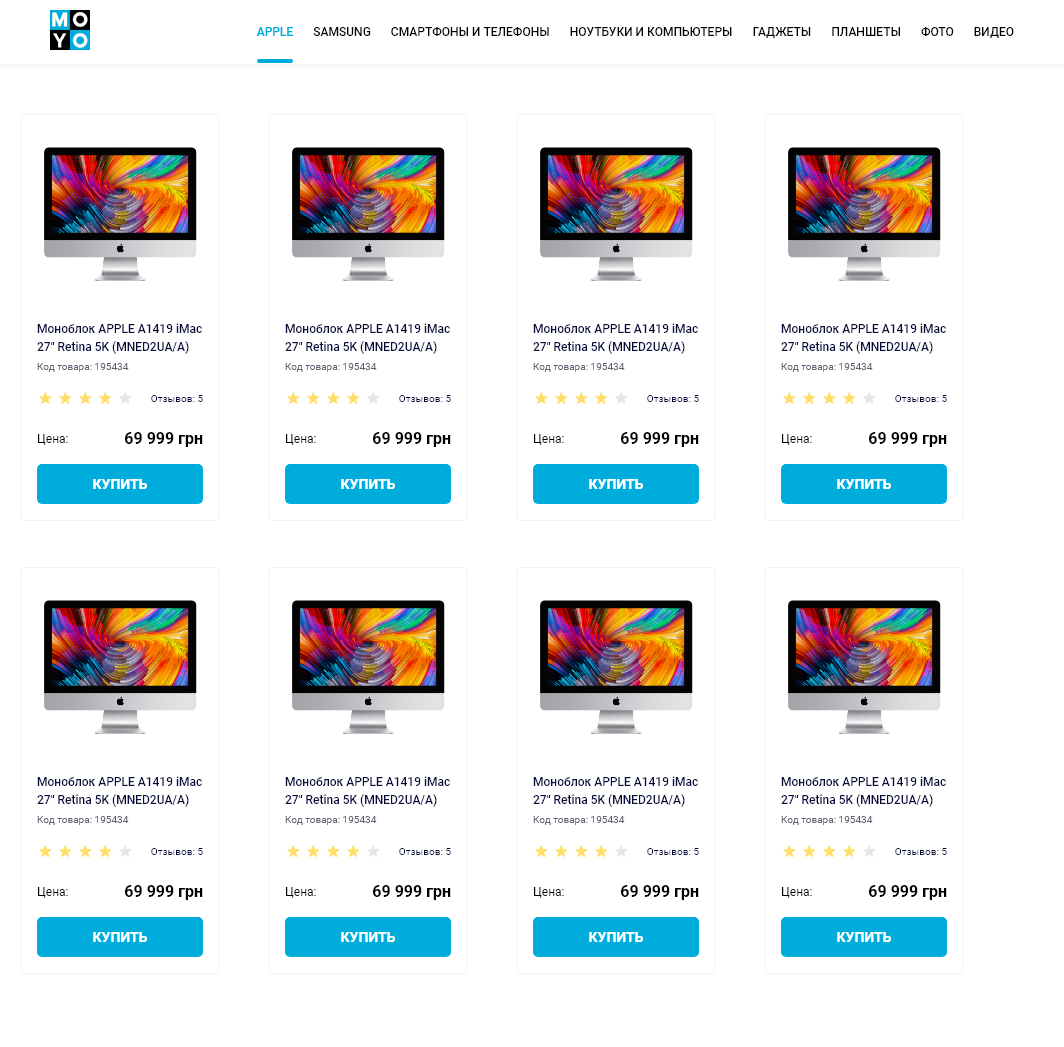 MO
YO
APPLE SAMSUNG СМАРТФОНЫ И ТЕЛЕФОНЫ НОУТБУКИ И КОМПЬЮТЕРЫ ГАДЖЕТЫ ПЛАНШЕТЫ ФОТО ВИДЕО
Моноблок APPLE A1419 iMac
27" Retina 5K (MNED2UA/A)
Код товара: 195434
Отзывов: 5
Цена: 69 999 грн
КУПИТЬ
Моноблок APPLE A1419 iMac
27" Retina 5K (MNED2UA/A)
Код товара: 195434
Отзывов: 5
Цена: 69 999 грн
КУПИТЬ
Моноблок APPLE A1419 iMac
27" Retina 5K (MNED2UA/A)
Код товара: 195434
Отзывов: 5
Цена: 69 999 грн
КУПИТЬ
Моноблок APPLE A1419 iMac
27" Retina 5K (MNED2UA/A)
Код товара: 195434
Отзывов: 5
Цена: 69 999 грн
КУПИТЬ
Моноблок APPLE A1419 iMac
27" Retina 5K (MNED2UA/A)
Код товара: 195434
Отзывов: 5
Цена: 69 999 грн
КУПИТЬ
Моноблок APPLE A1419 iMac
27" Retina 5K (MNED2UA/A)
Код товара: 195434
Отзывов: 5
Цена: 69 999 грн
КУПИТЬ
Моноблок APPLE A1419 iMac
27" Retina 5K (MNED2UA/A)
Код товара: 195434
Отзывов: 5
Цена: 69 999 грн
КУПИТЬ
Моноблок APPLE A1419 iMac
27" Retina 5K (MNED2UA/A)
Код товара: 195434
Отзывов: 5
Цена: 69 999 грн
КУПИТЬ